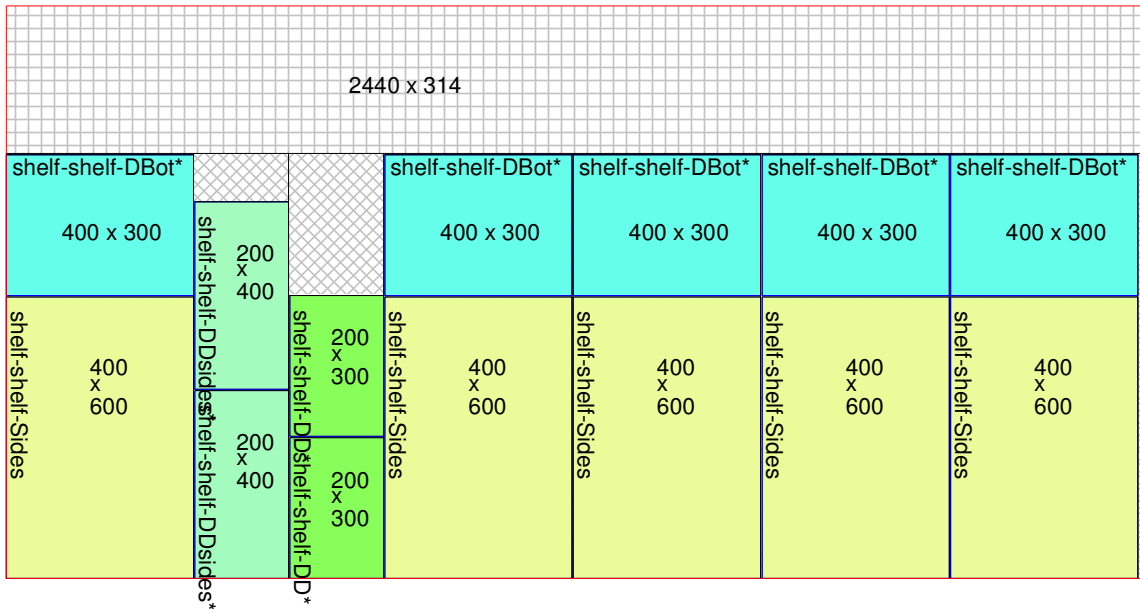 2440 x 314
shelf-shelf-DBot*
400 x 300
shelf-shelf-DBot*
400 x 300
shelf-shelf-DBot*
400 x 300
shelf-shelf-DBot*
400 x 300
shelf-shelf-DBot*
400 x 300
shelf-shelf-DDsides*
200
x
400
shelf-shelf-DDsides*
200
x
400
shelf-shelf-DD*
200
x
300
shelf-shelf-DD*
200
x
300
shelf-shelf-Sides
400
x
600
shelf-shelf-Sides
400
x
600
shelf-shelf-Sides
400
x
600
shelf-shelf-Sides
400
x
600
shelf-shelf-Sides
400
x
600